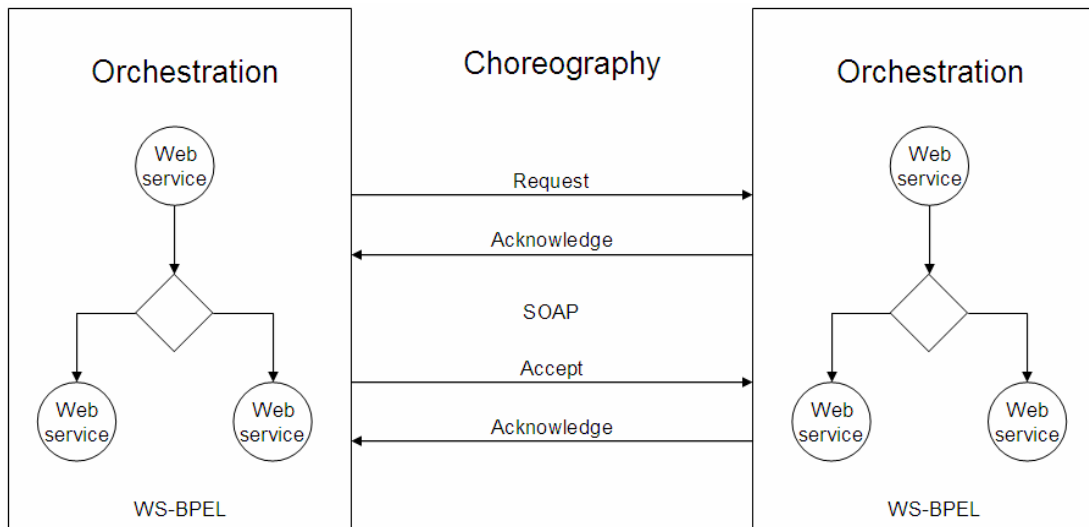 Orchestration
Web
service
Web
service
Web
service
WS-BPEL
Choreography
Request
Acknowledge
SOAP
Accept
Acknowledge
Orchestration
Web
service
Web
service
Web
service
WS-BPEL